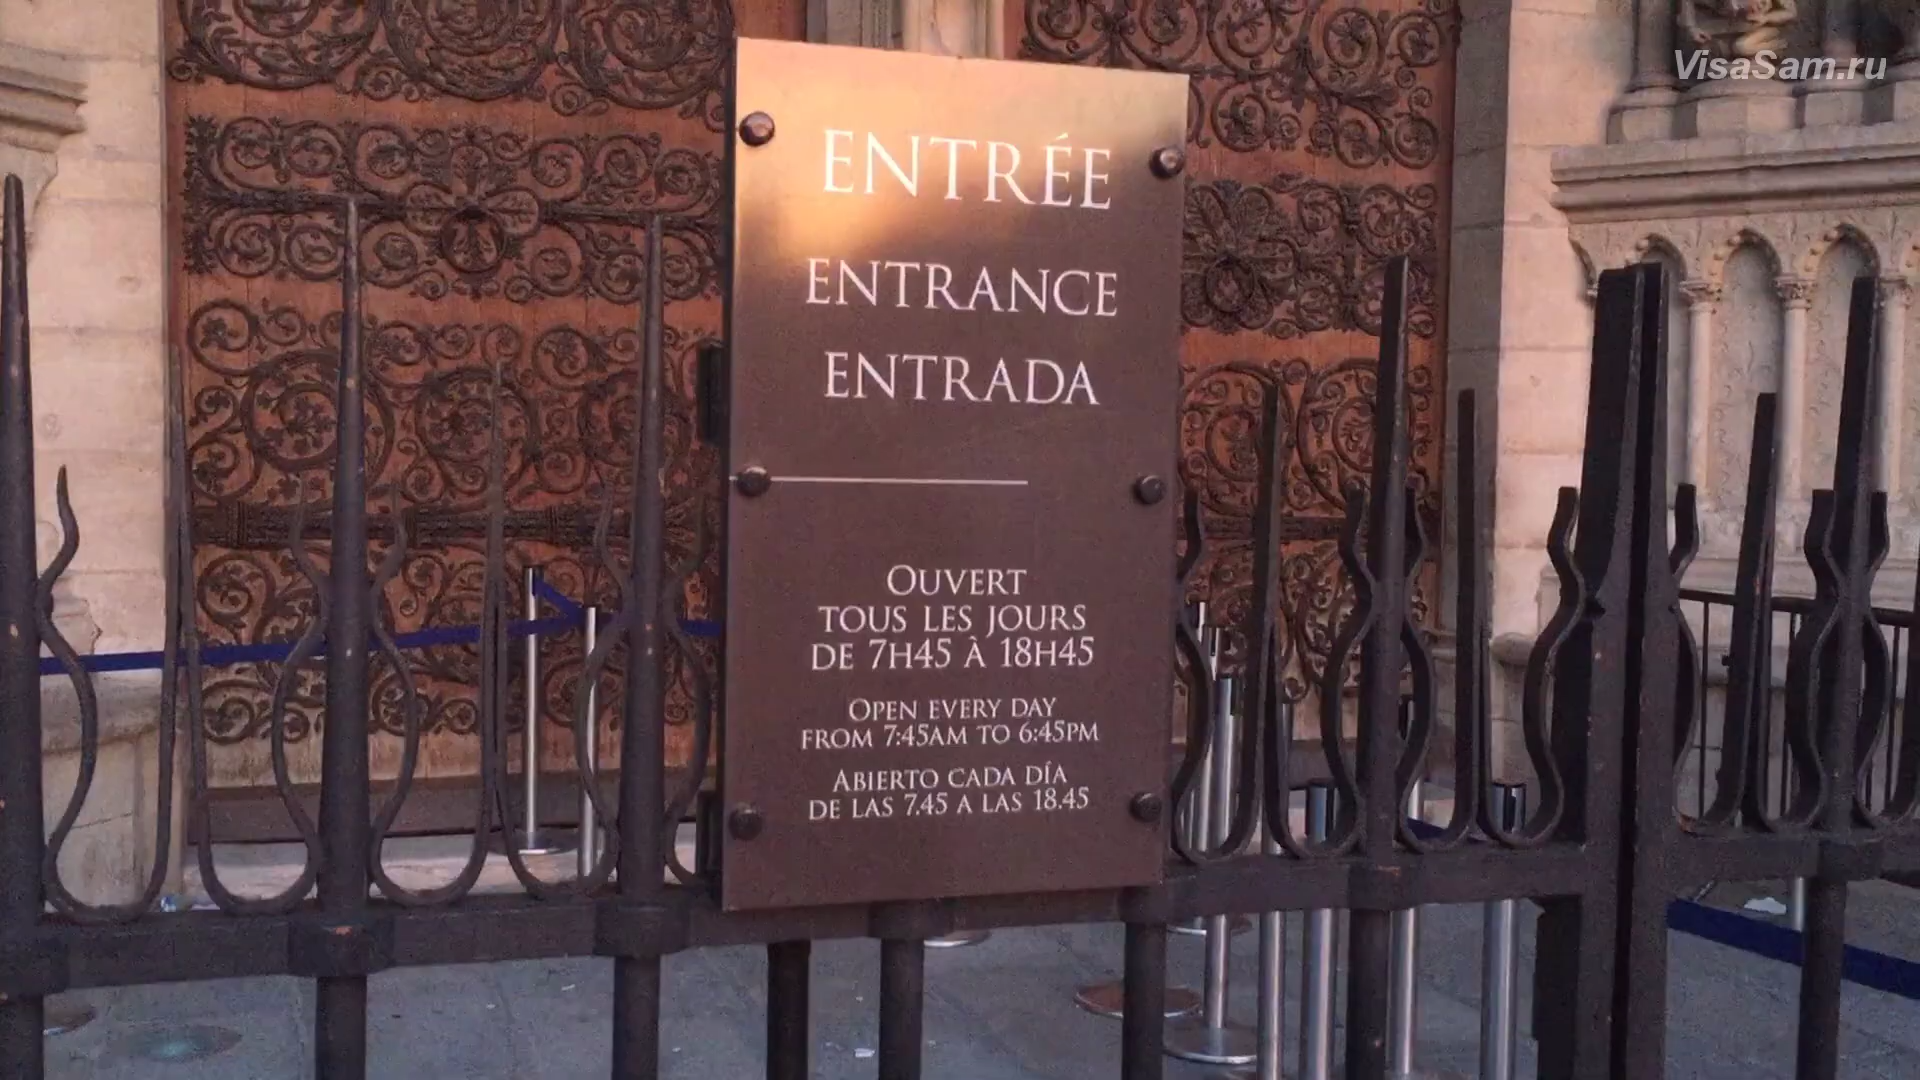 VisaSam.ru
ENTRÉE
ENTRANCE
ENTRADA
OUVERT
TOUS LES JOURS
DE 7H45 À 18H45
OPEN EVERY DAY
FROM 7:45AM TO 6:45PM
ABIERTO CADA DÍA
DE LAS 7.45 A LAS 18.45